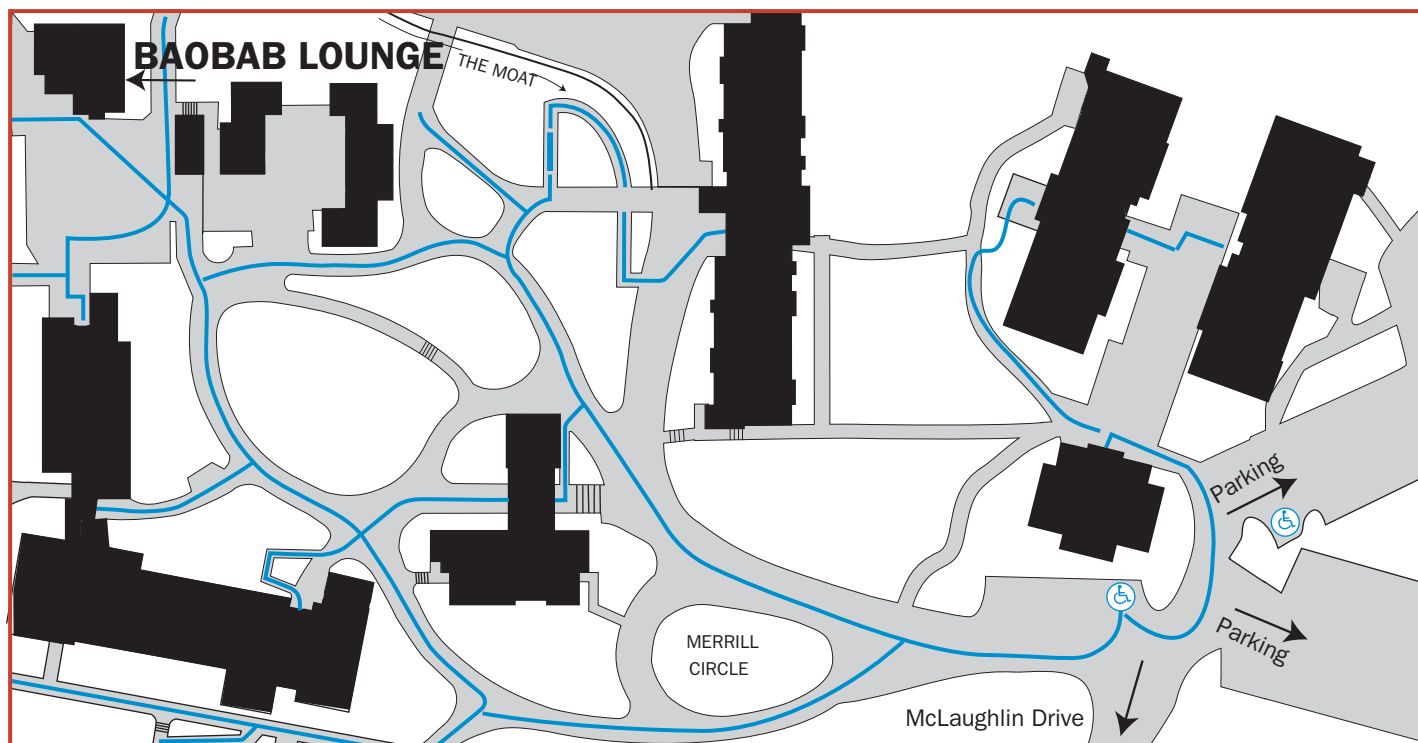 BAOBAB LOUNGE
THE MOAT
Parking
Parking
MERRILL
CIRCLE
McLaughlin Drive